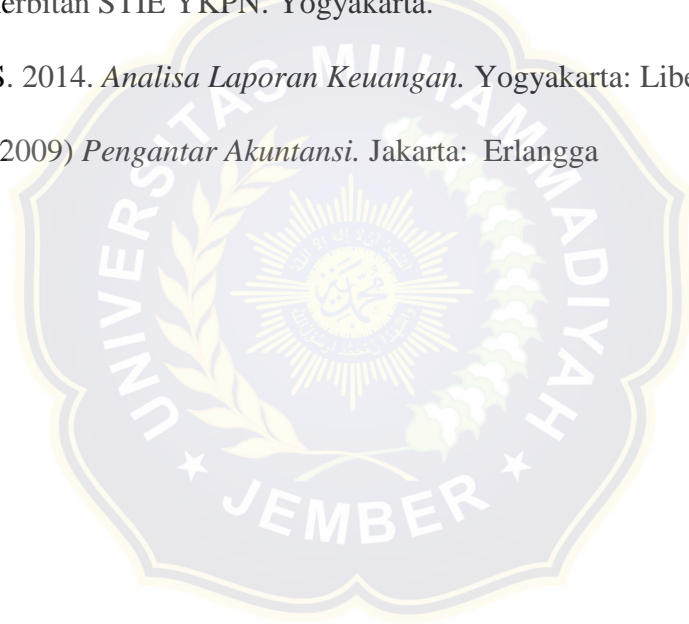 erbitan STIE YKPN. Yogyakarta.
S. 2014. Analisa Laporan Keuangan. Yogyakarta: Libe
2009) Pengantar Akuntansi. Jakarta: Erlangga
UNIVERSITAS MUHAMMADIYAH
JEMBER